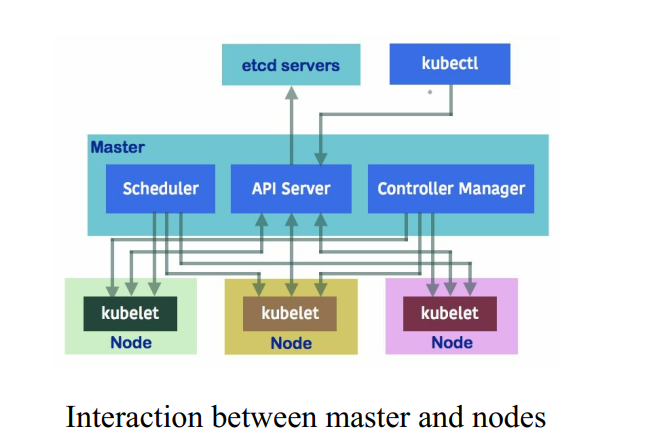 etcd servers
kubectl
Master
Scheduler
API Server
Controller Manager
kubelet
kubelet
kubelet
Node
Node
Node
Interaction between master and nodes